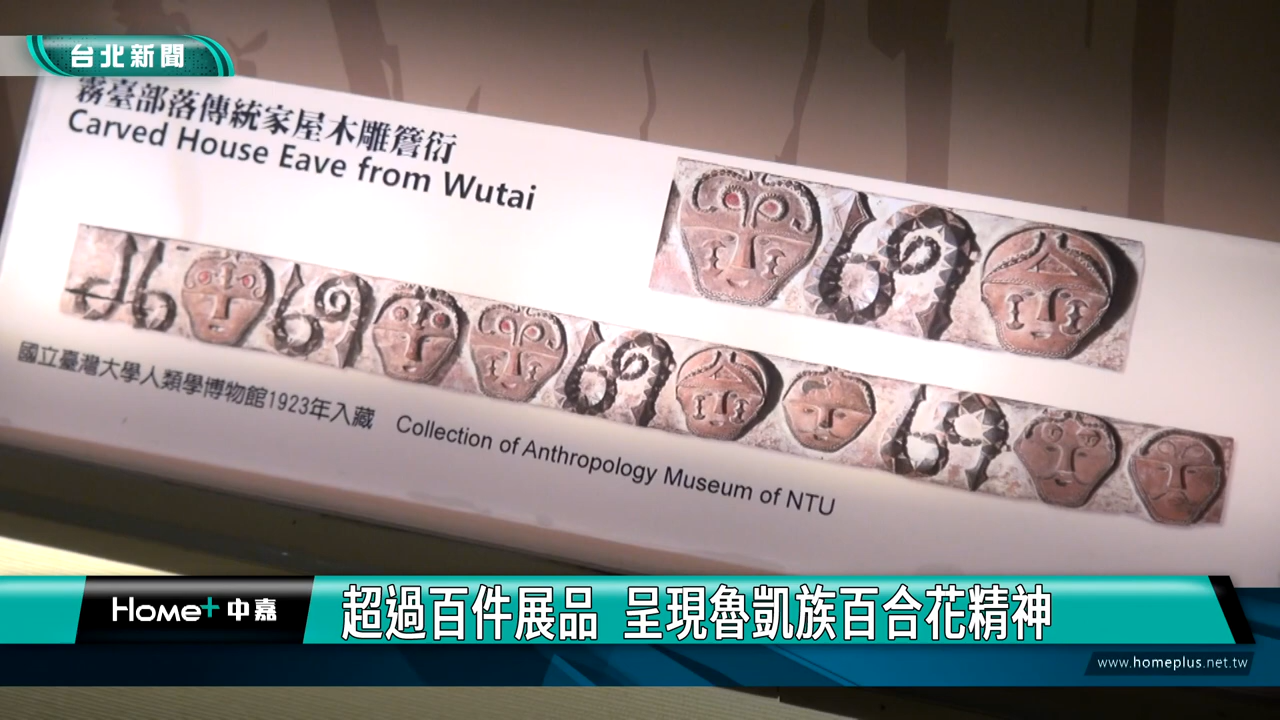 台北新聞
霧臺部落傳統家屋木雕簷衍
Carved House Eave from Wutai
國立臺灣大學人類學博物館1923年入藏 Collection of Anthropology Museum of NTU
Home+中嘉
超過百件展品 呈現魯凱族百合花精神
www.homeplus.net.tw